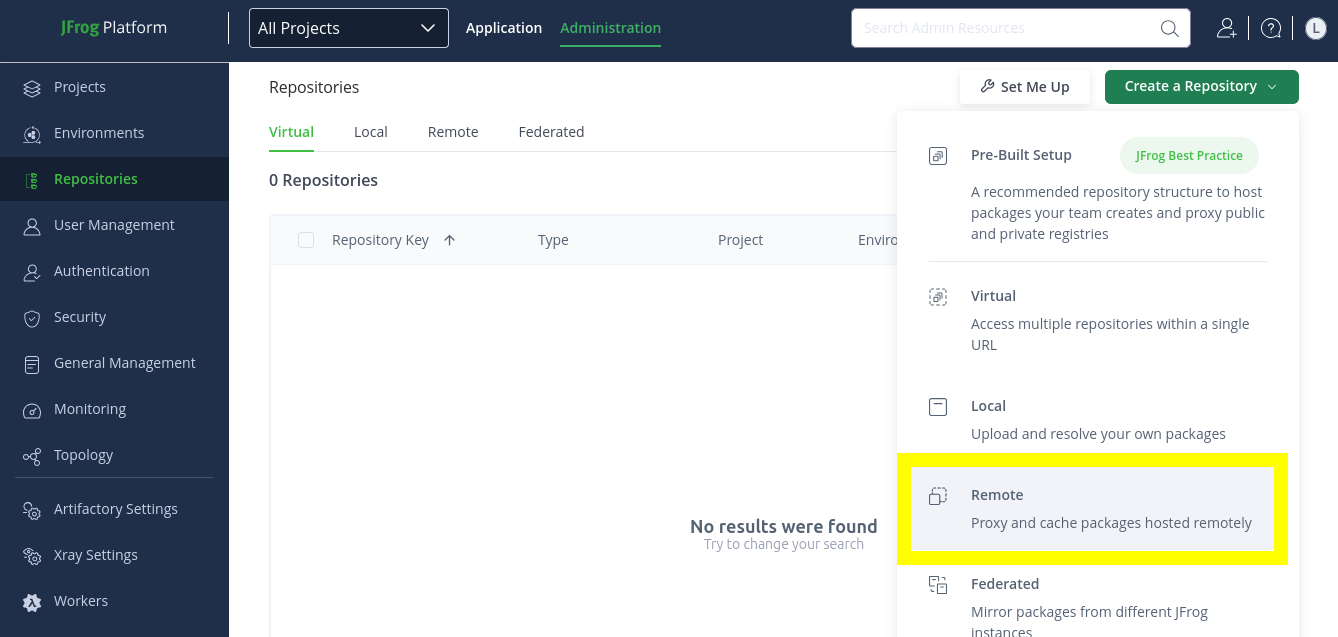 JFrog Platform
All Projects
Application
Administration
Search Admin Resources
?
L
Projects
Environments
Repositories
User Management
Authentication
Security
General Management
Monitoring
Topology
Artifactory Settings
Xray Settings
Workers
Repositories
Set Me Up
Create a Repository
Virtual
Local
Remote
Federated
0 Repositories
Repository Key
Type
Project
Enviro
No results were found
Try to change your search
Pre-Built Setup
JFrog Best Practice
A recommended repository structure to host
packages your team creates and proxy public
and private registries
Virtual
Access multiple repositories within a single
URL
Local
Upload and resolve your own packages
Remote
Proxy and cache packages hosted remotely
Federated
Mirror packages from different JFrog
instances